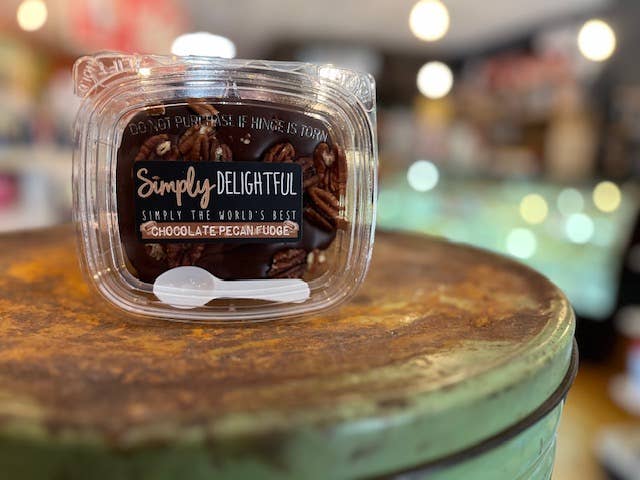 DO NOT PURCHASE IF HINGE IS TORN
Simply DELIGHTFUL
SIMPLY THE WORLD'S BEST
CHOCOLATE PECAN FUDGE